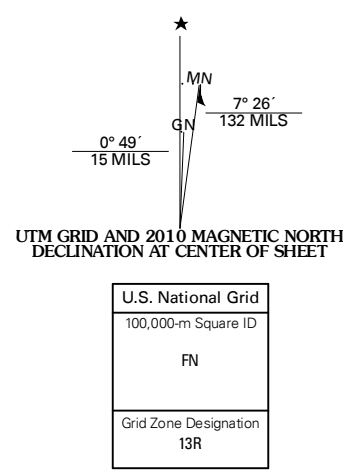 MN
7° 26´
132 MILS
GN
0° 49´
15 MILS
UTM GRID AND 2010 MAGNETIC NORTH
DECLINATION AT CENTER OF SHEET
U.S. National Grid
100,000-m Square ID
FN
Grid Zone Designation
13R